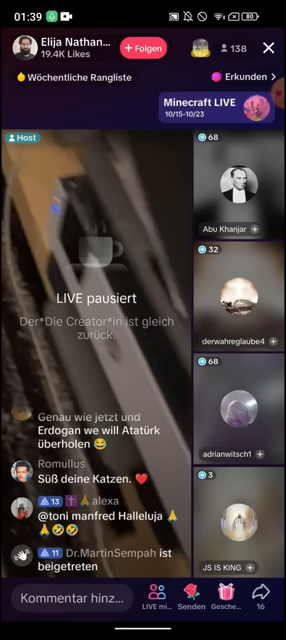 01:39
80
Elija Nathan...
19.4K Likes
+ Folgen
138
Wöchentliche Rangliste
Erkunden >
Minecraft LIVE
10/15-10/23
Host
68
Abu Khanjar +
LIVE pausiert
Der*Die Creator*in ist gleich
zurück.
32
derwahreglaube4 +
68
adrianwitsch1 +
3
JS IS KING +
Genau wie jetzt und
Erdogan we will Atatürk
überholen 😂
Romullus
Süß deine Katzen. ❤️
13 alexa
@toni manfred Halleluja 🙏
🙏🤣🤣
11 Dr.MartinSempah ist
beigetreten
Kommentar hinz...
LIVE mi...
Senden
Gesche...
16